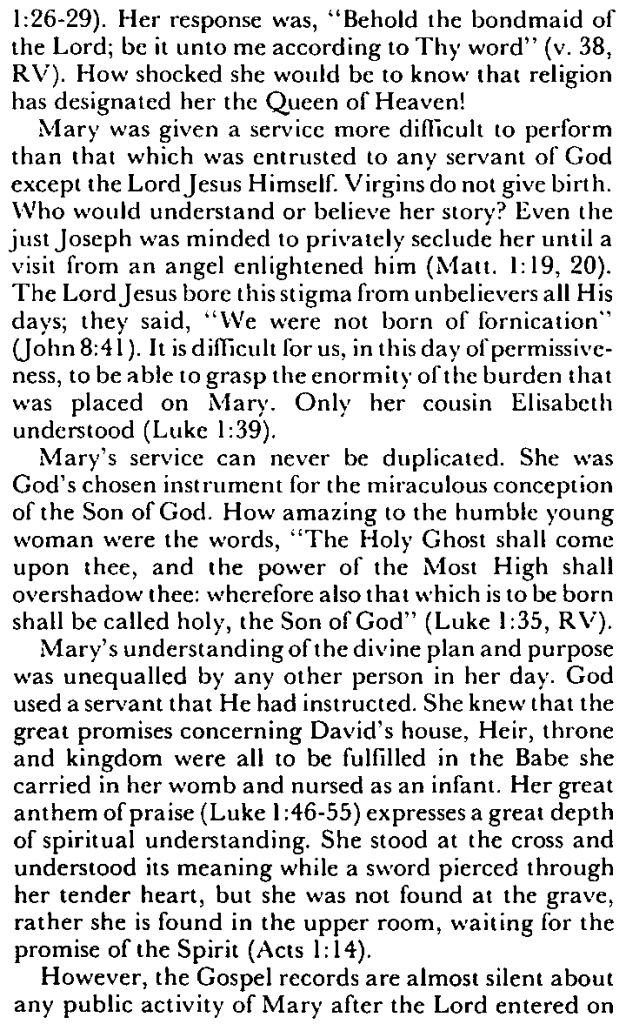 1:26-29). Her response was, “Behold the bondmaid of
the Lord; be it unto me according to Thy word” (v. 38,
RV). How shocked she would be to know that religion
has designated her the Queen of Heaven!
Mary was given a service more difficult to perform
than that which was entrusted to any servant of God
except the Lord Jesus Himself. Virgins do not give birth.
Who would understand or believe her story? Even the
just Joseph was minded to privately seclude her until a
visit from an angel enlightened him (Matt. 1:19, 20).
The Lord Jesus bore this stigma from unbelievers all His
days; they said, “We were not born of fornication”
(John 8:41). It is difficult for us, in this day of permissive-
ness, to be able to grasp the enormity of the burden that
was placed on Mary. Only her cousin Elisabeth
understood (Luke 1:39).
Mary’s service can never be duplicated. She was
God’s chosen instrument for the miraculous conception
of the Son of God. How amazing to the humble young
woman were the words, “The Holy Ghost shall come
upon thee, and the power of the Most High shall
overshadow thee: wherefore also that which is to be born
shall be called holy, the Son of God” (Luke 1:35, RV).
Mary’s understanding of the divine plan and purpose
was unequalled by any other person in her day. God
used a servant that He had instructed. She knew that the
great promises concerning David’s house, Heir, throne
and kingdom were all to be fulfilled in the Babe she
carried in her womb and nursed as an infant. Her great
anthem of praise (Luke 1:46-55) expresses a great depth
of spiritual understanding. She stood at the cross and
understood its meaning while a sword pierced through
her tender heart, but she was not found at the grave,
rather she is found in the upper room, waiting for the
promise of the Spirit (Acts 1:14).
However, the Gospel records are almost silent about
any public activity of Mary after the Lord entered on